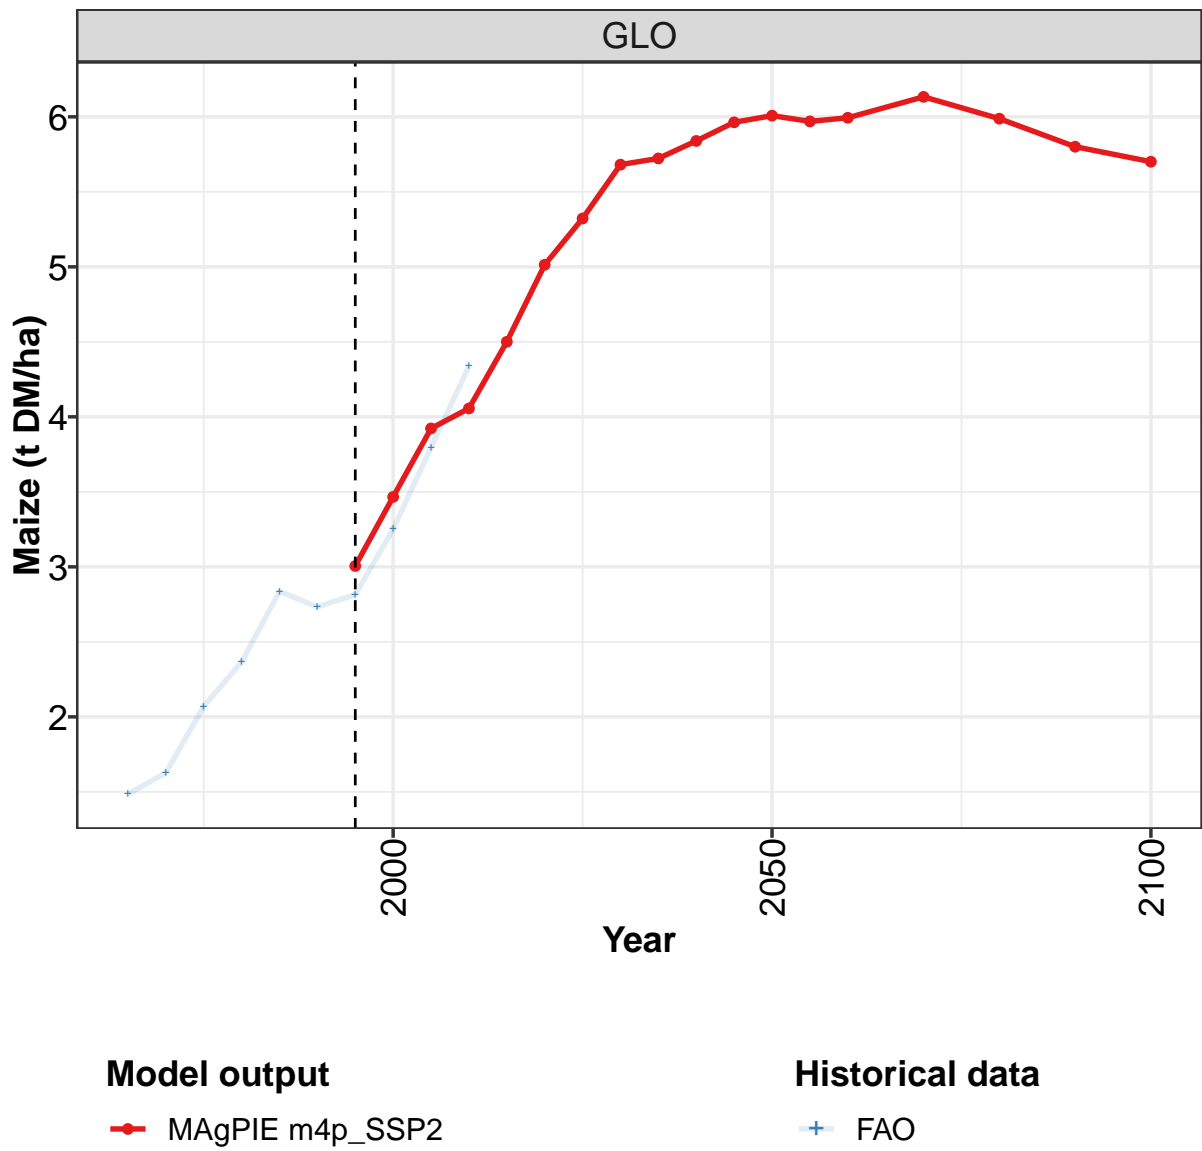 GLO
Maize (t DM/ha)
6
5
4
3
2
2000
2050
2100
Year
Model output
Historical data
MAgPIE m4p_SSP2
FAO